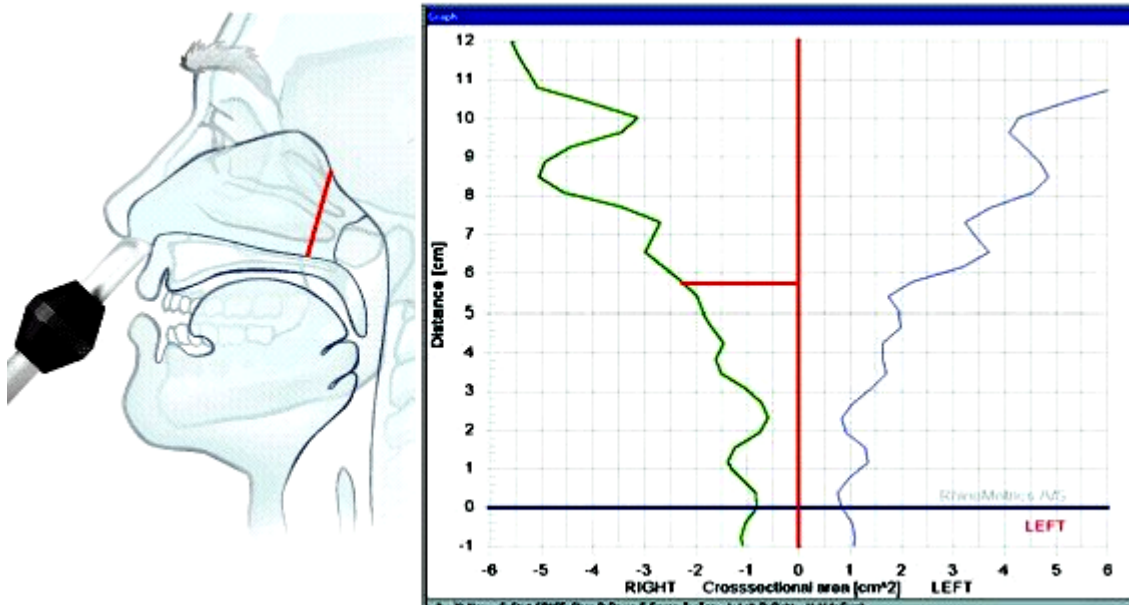 Graph
12
11
10
9
8
7
6
5
4
3
2
1
0
-1
Distance [cm]
RhinoMetrics A/S
LEFT
-6 -5 -4 -3 -2 -1 0 1 2 3 4 5 6
RIGHT Crosssectional area [cm^2] LEFT